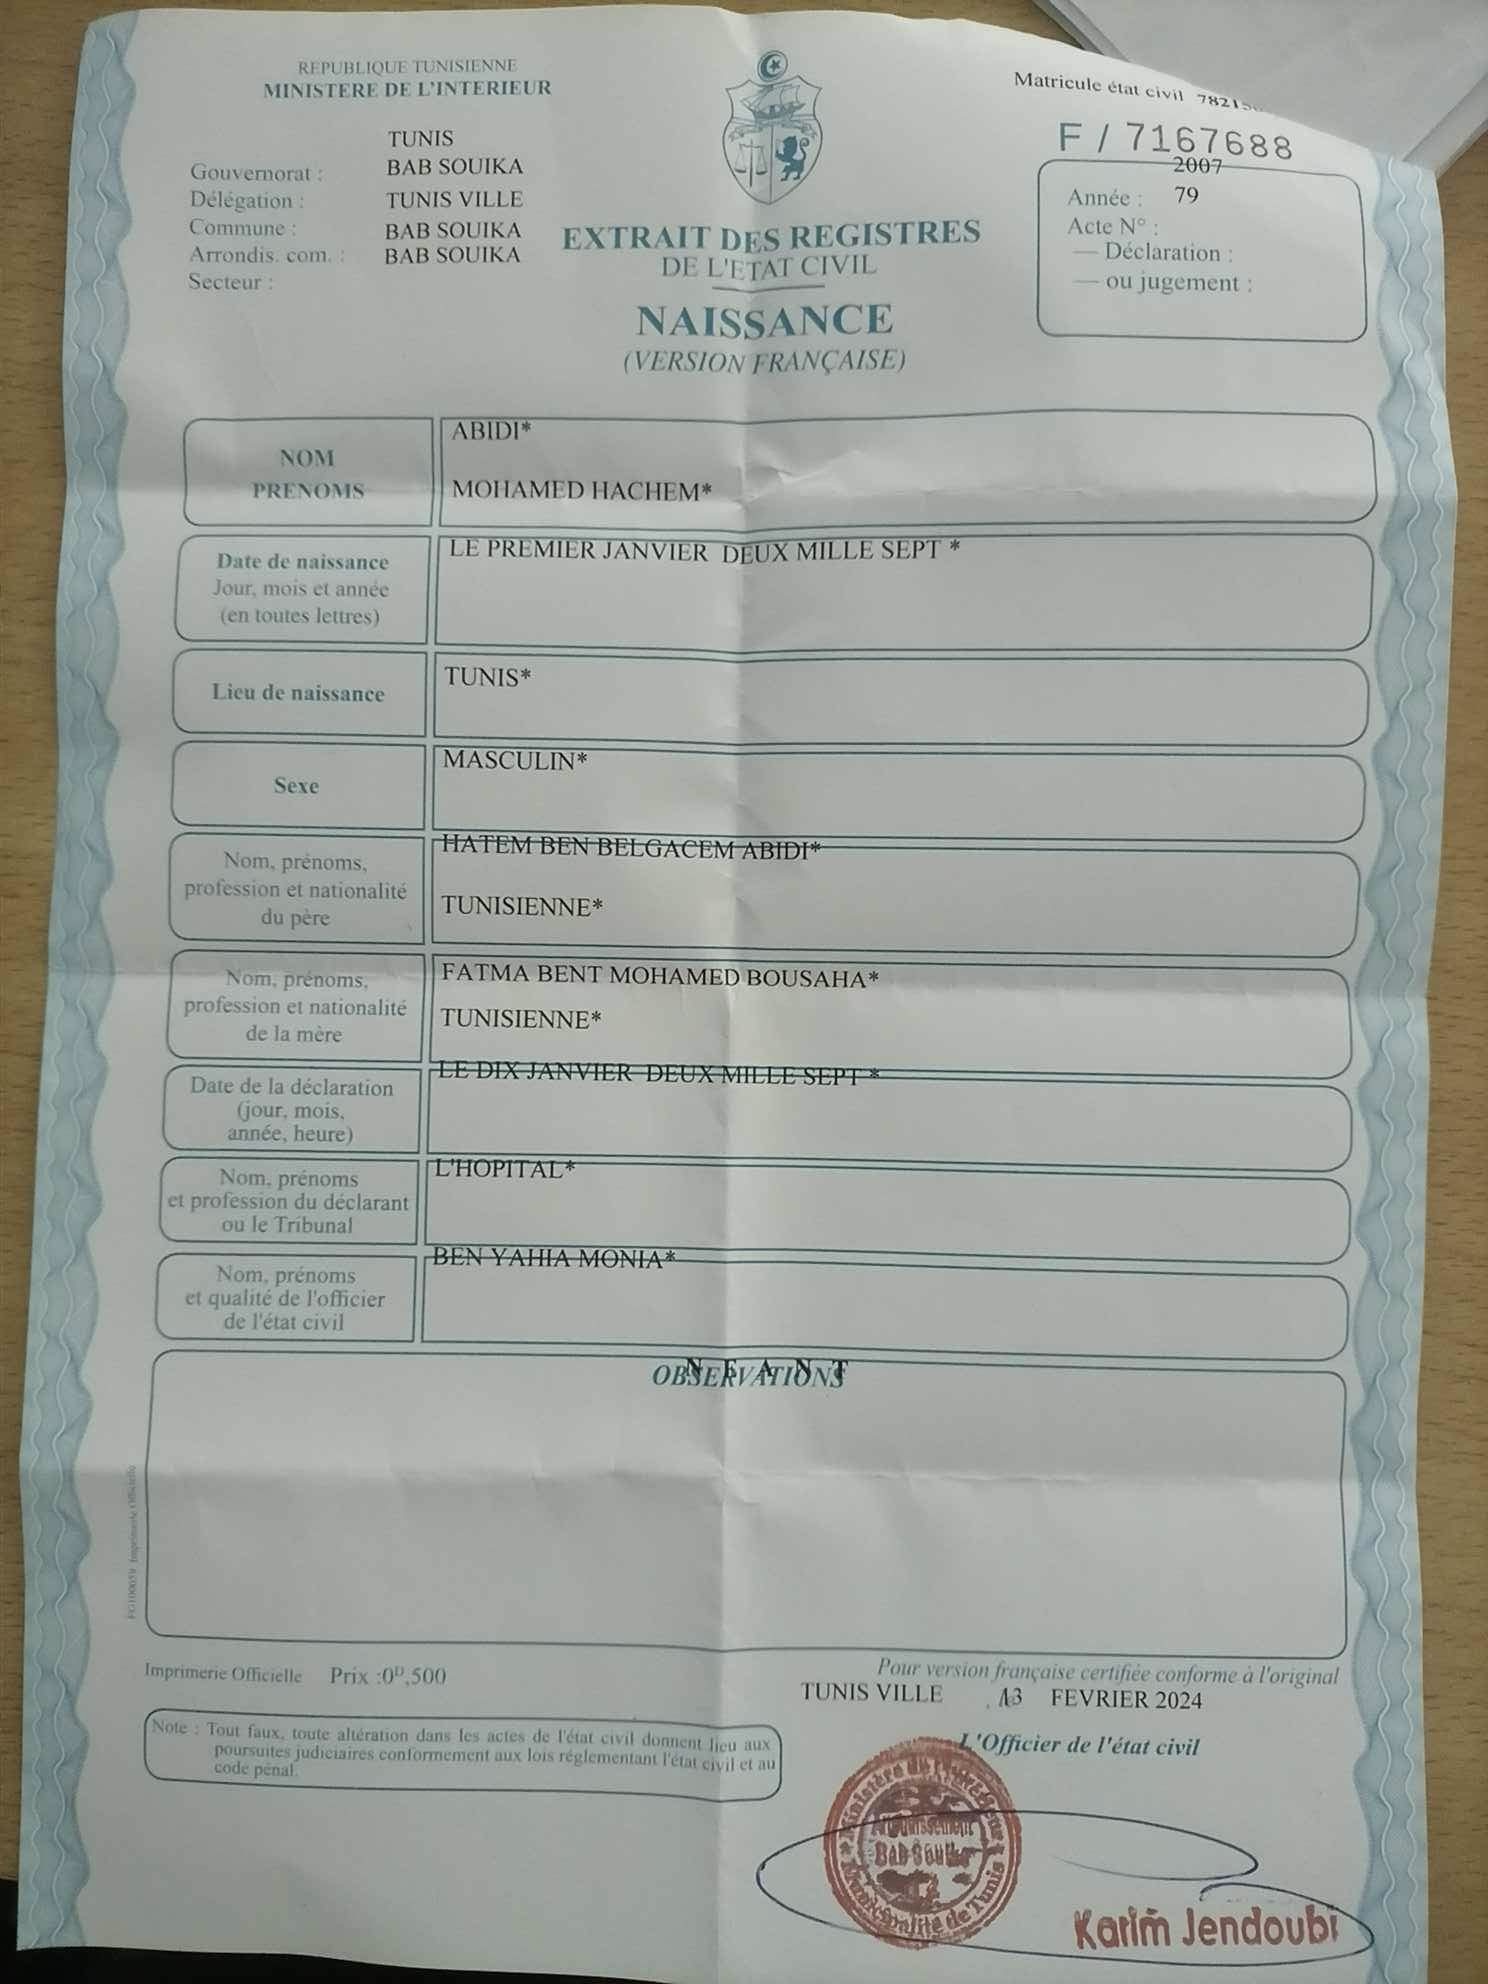 REPUBLIQUE TUNISIENNE
MINISTERE DE L'INTERIEUR
Matricule état civil
F / 7167688
TUNIS
Gouvernorat : BAB SOUIKA
Délégation : TUNIS VILLE
Commune : BAB SOUIKA
Arrondis. com. : BAB SOUIKA
Secteur :
2007
Année : 79
Acte N° :
— Déclaration :
— ou jugement :
EXTRAIT DES REGISTRES
DE L'ETAT CIVIL
NAISSANCE
(VERSION FRANÇAISE)
NOM
PRENOMS
ABIDI*
MOHAMED HACHEM*
Date de naissance
Jour, mois et année
(en toutes lettres)
LE PREMIER JANVIER DEUX MILLE SEPT *
Lieu de naissance
TUNIS*
Sexe
MASCULIN*
Nom, prénoms,
profession et nationalité
du père
HATEM BEN BELGACEM ABIDI*
TUNISIENNE*
Nom, prénoms,
profession et nationalité
de la mère
FATMA BENT MOHAMED BOUSAHA*
TUNISIENNE*
Date de la déclaration
(jour, mois,
année, heure)
LE DIX JANVIER DEUX MILLE SEPT *
Nom, prénoms
et profession du déclarant
ou le Tribunal
L'HOPITAL*
Nom, prénoms
et qualité de l'officier
de l'état civil
BEN YAHIA MONIA*
OBSERVATIONS
N E A N T
Imprimerie Officielle Prix :0ᴰ,500
Pour version française certifiée conforme à l'original
TUNIS VILLE 13 FEVRIER 2024
Note : Tout faux, toute altération dans les actes de l'état civil donnent lieu aux
poursuites judiciaires conformement aux lois réglementant l'état civil et au
code pénal.
L'Officier de l'état civil
Arrondissement
Bab Souika
Municipalité de Tunis
Karim Jendoubi